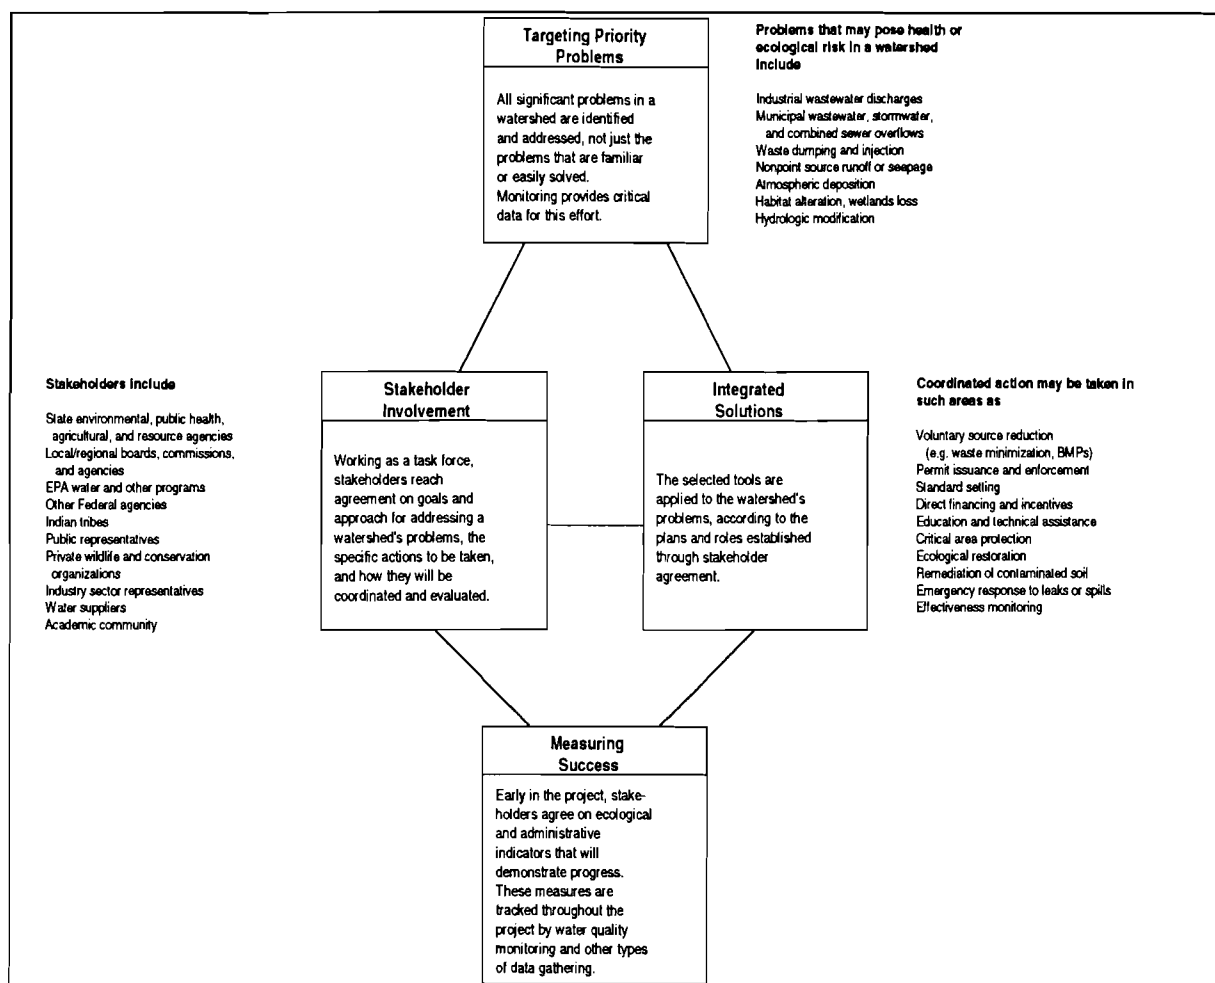 Targeting Priority
Problems
All significant problems in a
watershed are identified
and addressed, not just the
problems that are familiar
or easily solved.
Monitoring provides critical
data for this effort.
Problems that may pose health or
ecological risk in a watershed
include
Industrial wastewater discharges
Municipal wastewater, stormwater,
and combined sewer overflows
Waste dumping and injection
Nonpoint source runoff or seepage
Atmospheric deposition
Habitat alteration, wetlands loss
Hydrologic modification
Stakeholders include
State environmental, public health,
agricultural, and resource agencies
Local/regional boards, commissions,
and agencies
EPA water and other programs
Other Federal agencies
Indian tribes
Public representatives
Private wildlife and conservation
organizations
Industry sector representatives
Water suppliers
Academic community
Stakeholder
Involvement
Working as a task force,
stakeholders reach
agreement on goals and
approach for addressing a
watershed's problems, the
specific actions to be taken,
and how they will be
coordinated and evaluated.
Integrated
Solutions
The selected tools are
applied to the watershed's
problems, according to the
plans and roles established
through stakeholder
agreement.
Coordinated action may be taken in
such areas as
Voluntary source reduction
(e.g. waste minimization, BMPs)
Permit issuance and enforcement
Standard setting
Direct financing and incentives
Education and technical assistance
Critical area protection
Ecological restoration
Remediation of contaminated soil
Emergency response to leaks or spills
Effectiveness monitoring
Measuring
Success
Early in the project, stake-
holders agree on ecological
and administrative
indicators that will
demonstrate progress.
These measures are
tracked throughout the
project by water quality
monitoring and other types
of data gathering.